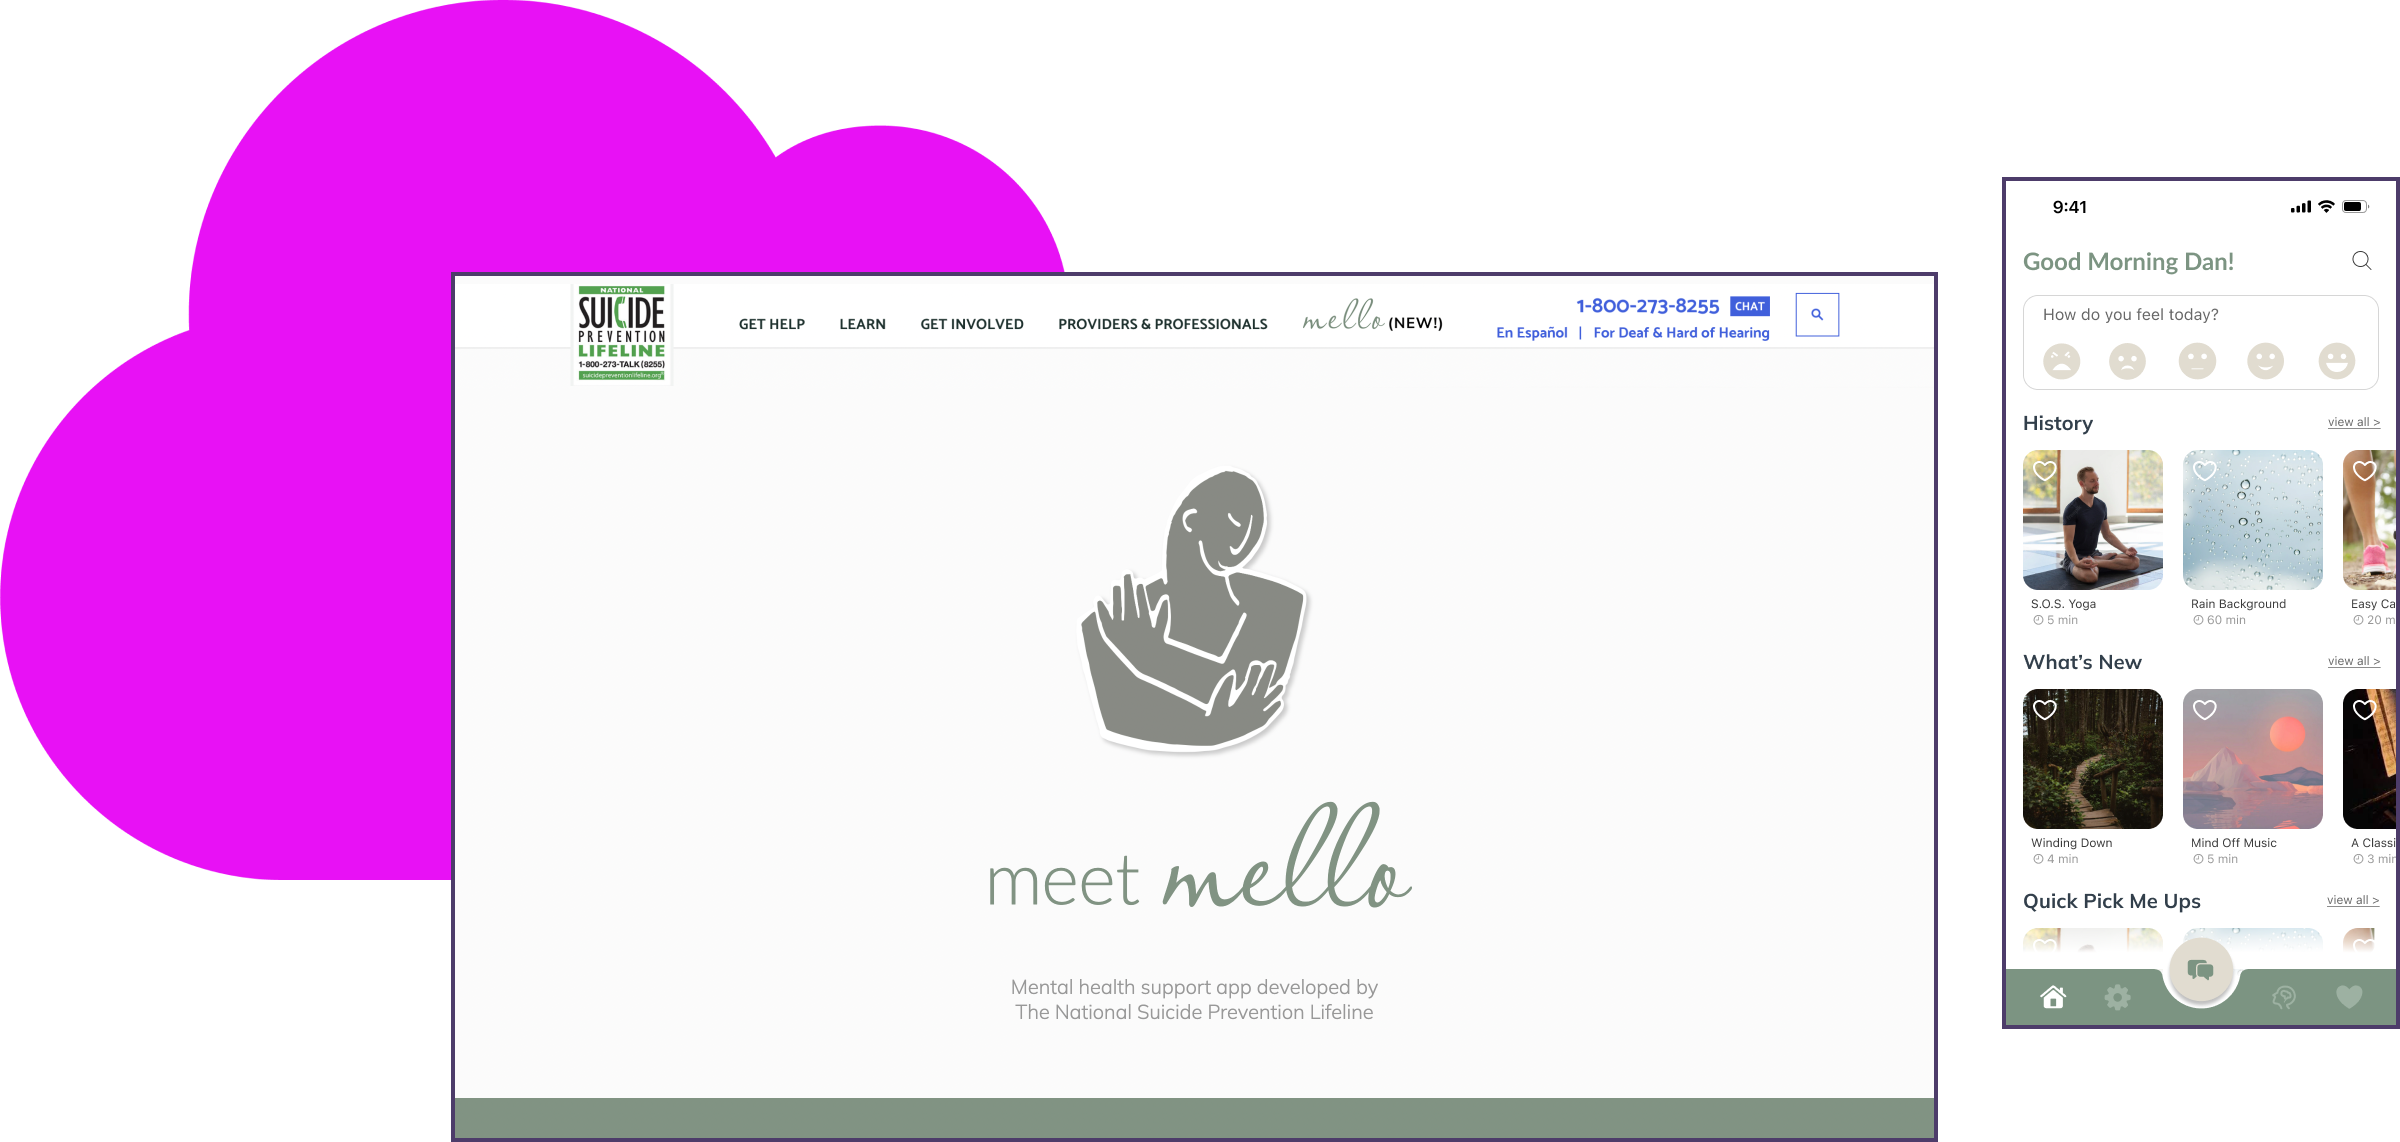 NATIONAL
SUICIDE
PREVENTION
LIFELINE
1-800-273-TALK (8255)
suicidepreventionlifeline.org
GET HELP
LEARN
GET INVOLVED
PROVIDERS & PROFESSIONALS
mello (NEW!)
1-800-273-8255 CHAT
En Español | For Deaf & Hard of Hearing
meet mello
Mental health support app developed by
The National Suicide Prevention Lifeline
9:41
Good Morning Dan!
How do you feel today?
History view all >
S.O.S. Yoga
5 min
Rain Background
60 min
Easy Ca
20 m
What's New view all >
Winding Down
4 min
Mind Off Music
5 min
A Classi
3 min
Quick Pick Me Ups view all >